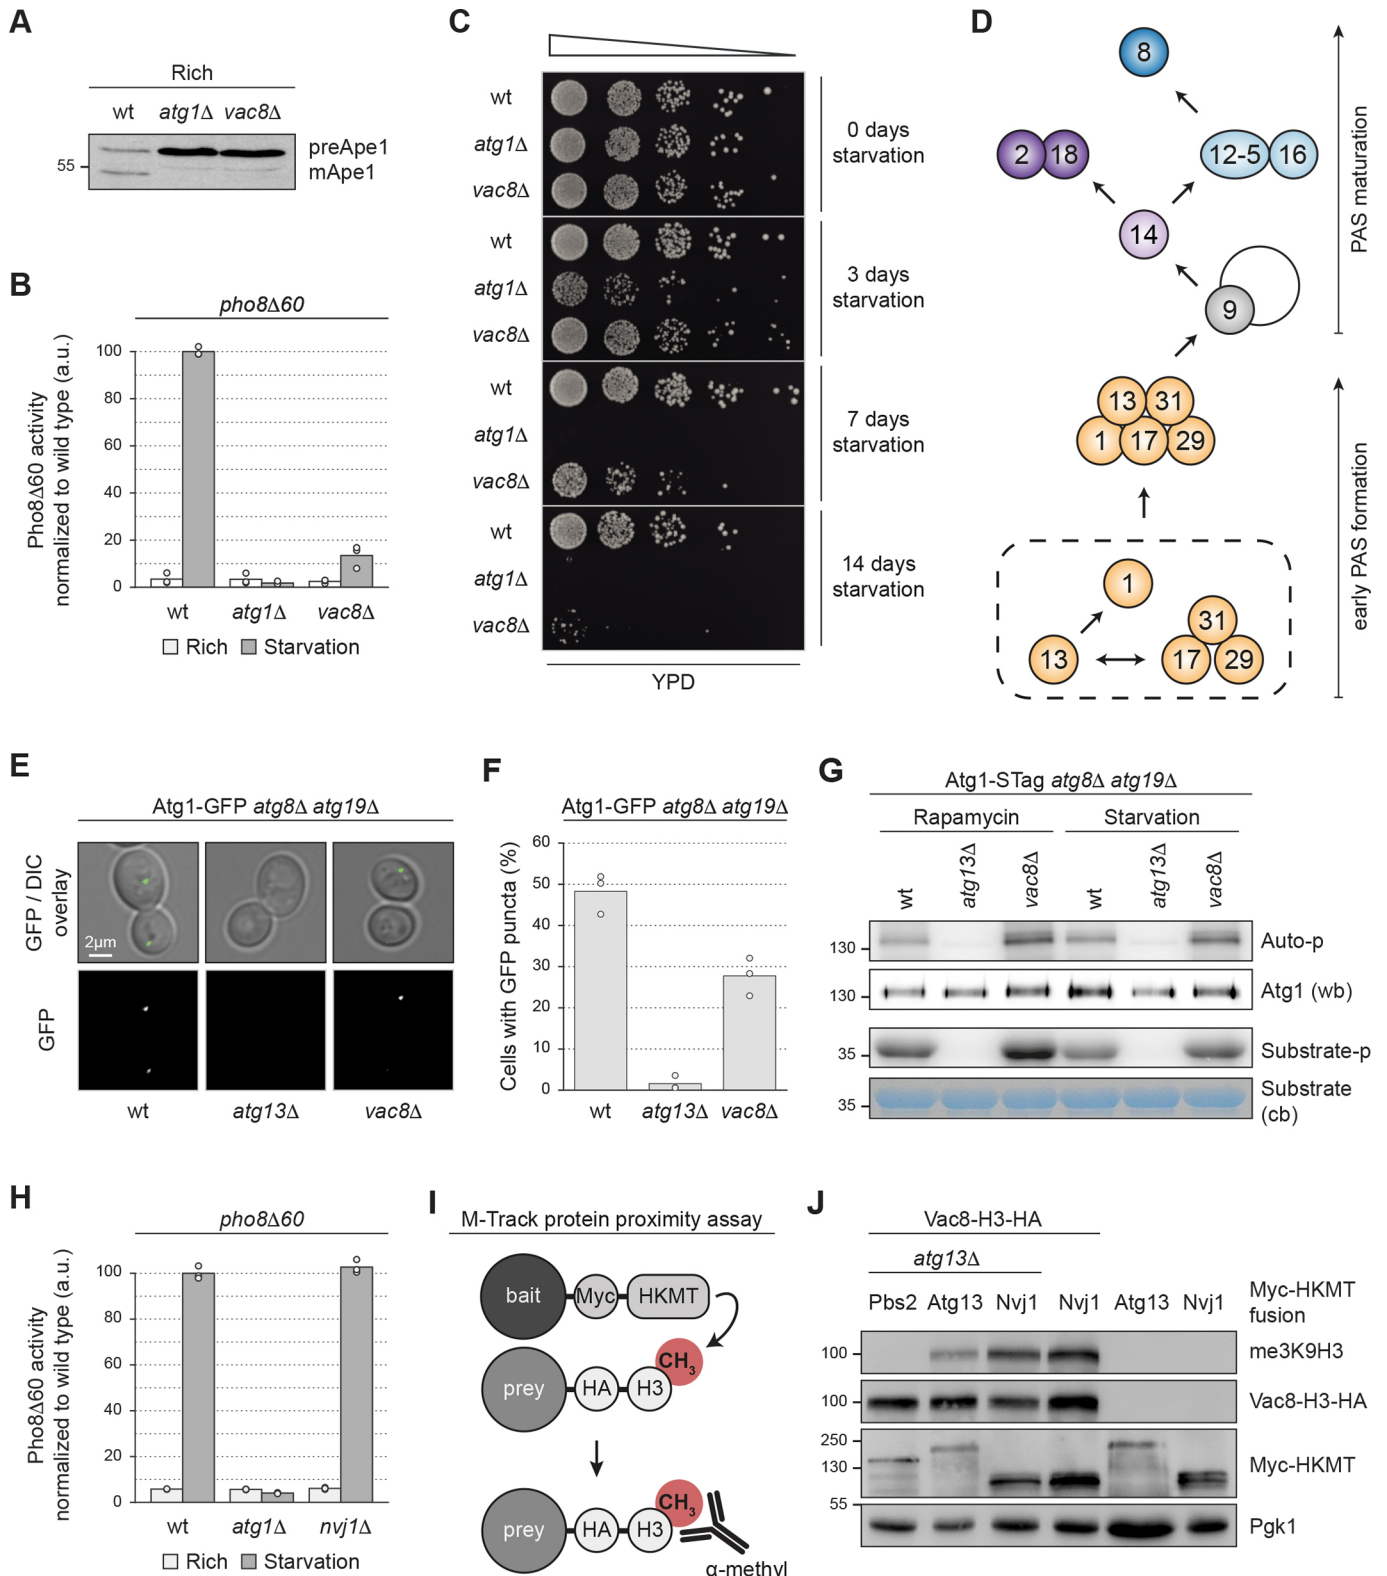 A
Rich
wt
atg1Δ
vac8Δ
55
preApe1
mApe1
B
pho8Δ60
Pho8Δ60 activity
normalized to wild type (a.u.)
100
80
60
40
20
0
wt
atg1Δ
vac8Δ
Rich
Starvation
C
wt
atg1Δ
vac8Δ
0 days
starvation
wt
atg1Δ
vac8Δ
3 days
starvation
wt
atg1Δ
vac8Δ
7 days
starvation
wt
atg1Δ
vac8Δ
14 days
starvation
YPD
D
8
2
18
12-5
16
14
9
13
31
1
17
29
1
31
13
17
29
PAS maturation
early PAS formation
E
Atg1-GFP atg8Δ atg19Δ
GFP / DIC
overlay
2µm
GFP
wt
atg13Δ
vac8Δ
F
Atg1-GFP atg8Δ atg19Δ
Cells with GFP puncta (%)
60
50
40
30
20
10
0
wt
atg13Δ
vac8Δ
G
Atg1-STag atg8Δ atg19Δ
Rapamycin
Starvation
wt
atg13Δ
vac8Δ
wt
atg13Δ
vac8Δ
130
Auto-p
130
Atg1 (wb)
35
Substrate-p
35
Substrate
(cb)
H
pho8Δ60
Pho8Δ60 activity
normalized to wild type (a.u.)
100
80
60
40
20
0
wt
atg1Δ
nvj1Δ
Rich
Starvation
I
M-Track protein proximity assay
bait
Myc
HKMT
CH3
prey
HA
H3
CH3
prey
HA
H3
α-methyl
J
Vac8-H3-HA
atg13Δ
Pbs2
Atg13
Nvj1
Nvj1
Atg13
Nvj1
Myc-HKMT
fusion
100
me3K9H3
100
Vac8-H3-HA
250
130
Myc-HKMT
55
Pgk1